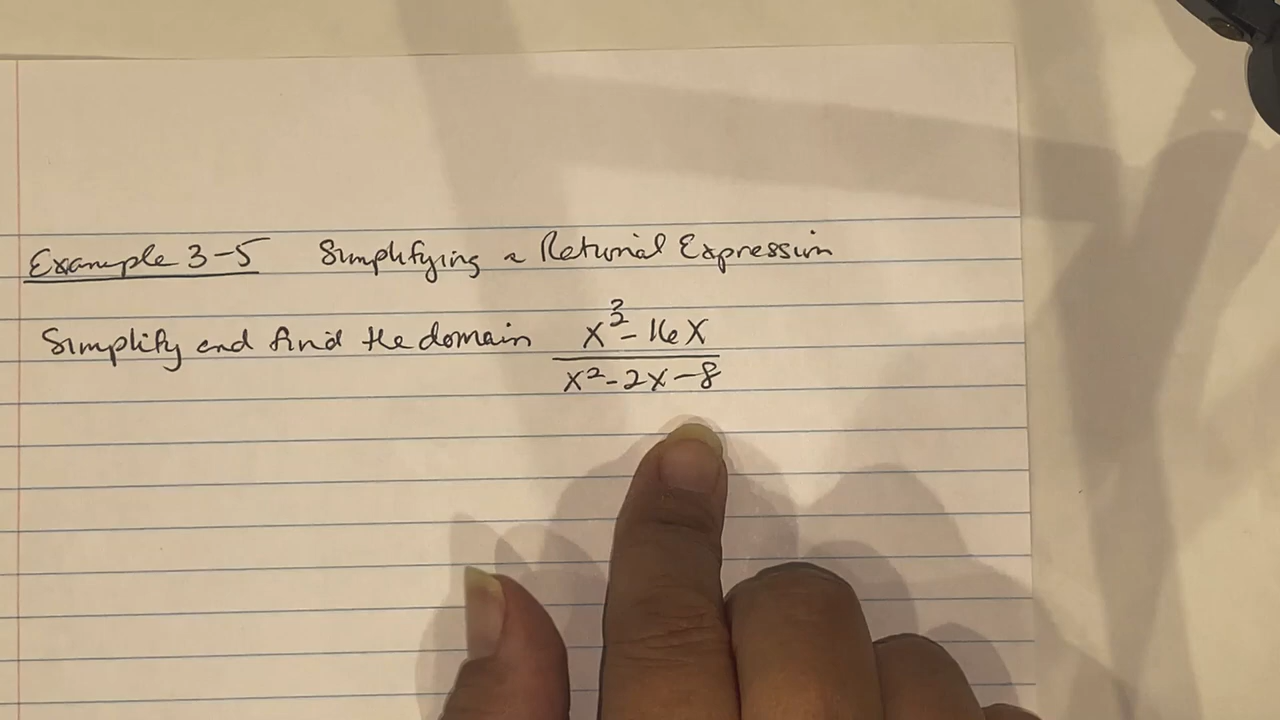 Example 3-5 Simplifying a Rational Expression
Simplify and find the domain x³-16x
x²-2x-8